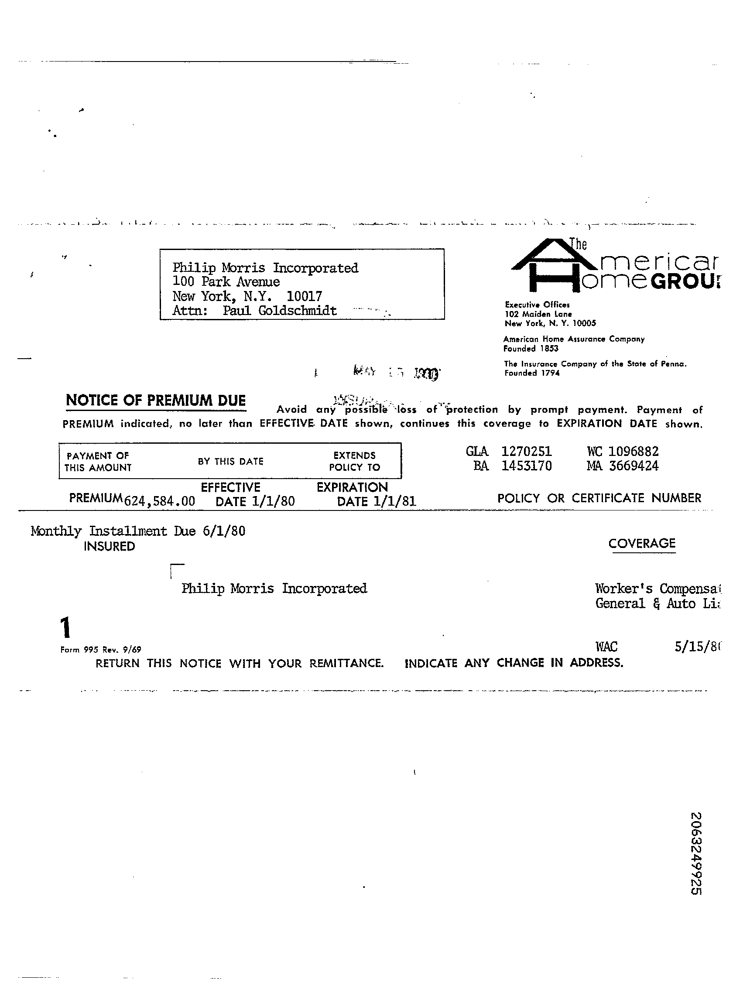 Philip Morris Incorporated
100 Park Avenue
New York, N.Y. 10017
Attn: Paul Goldschmidt
The
American
Home GROUP
Executive Offices
102 Maiden Lane
New York, N. Y. 10005
American Home Assurance Company
Founded 1853
The Insurance Company of the State of Penna.
Founded 1794
MAY 15
NOTICE OF PREMIUM DUE
Avoid any possible loss of protection by prompt payment. Payment of
PREMIUM indicated, no later than EFFECTIVE DATE shown, continues this coverage to EXPIRATION DATE shown.
PAYMENT OF THIS AMOUNT
BY THIS DATE
EXTENDS POLICY TO
GLA 1270251 WC 1096882
BA 1453170 MA 3669424
PREMIUM 624,584.00
EFFECTIVE DATE 1/1/80
EXPIRATION DATE 1/1/81
POLICY OR CERTIFICATE NUMBER
Monthly Installment Due 6/1/80
INSURED
COVERAGE
Philip Morris Incorporated
Worker's Compensa
General & Auto Li
1
Form 995 Rev. 9/69
WAC 5/15/8
RETURN THIS NOTICE WITH YOUR REMITTANCE. INDICATE ANY CHANGE IN ADDRESS.
2063249925